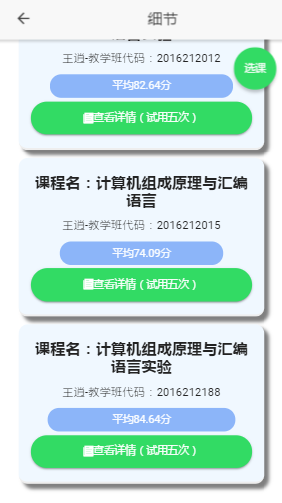 细节
王逍-教学班代码：2016212012
选课
平均82.64分
查看详情（试用五次）
课程名：计算机组成原理与汇编
语言
王逍-教学班代码：2016212015
平均74.09分
查看详情（试用五次）
课程名：计算机组成原理与汇编
语言实验
王逍-教学班代码：2016212188
平均84.64分
查看详情（试用五次）